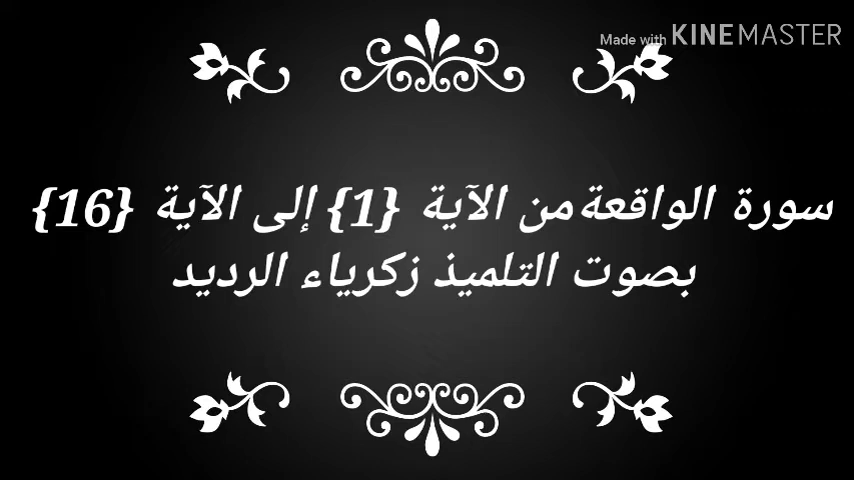 Made with KINEMASTER
سورة الواقعة من الآية {1} إلى الآية {16}
بصوت التلميذ زكرياء الرديد